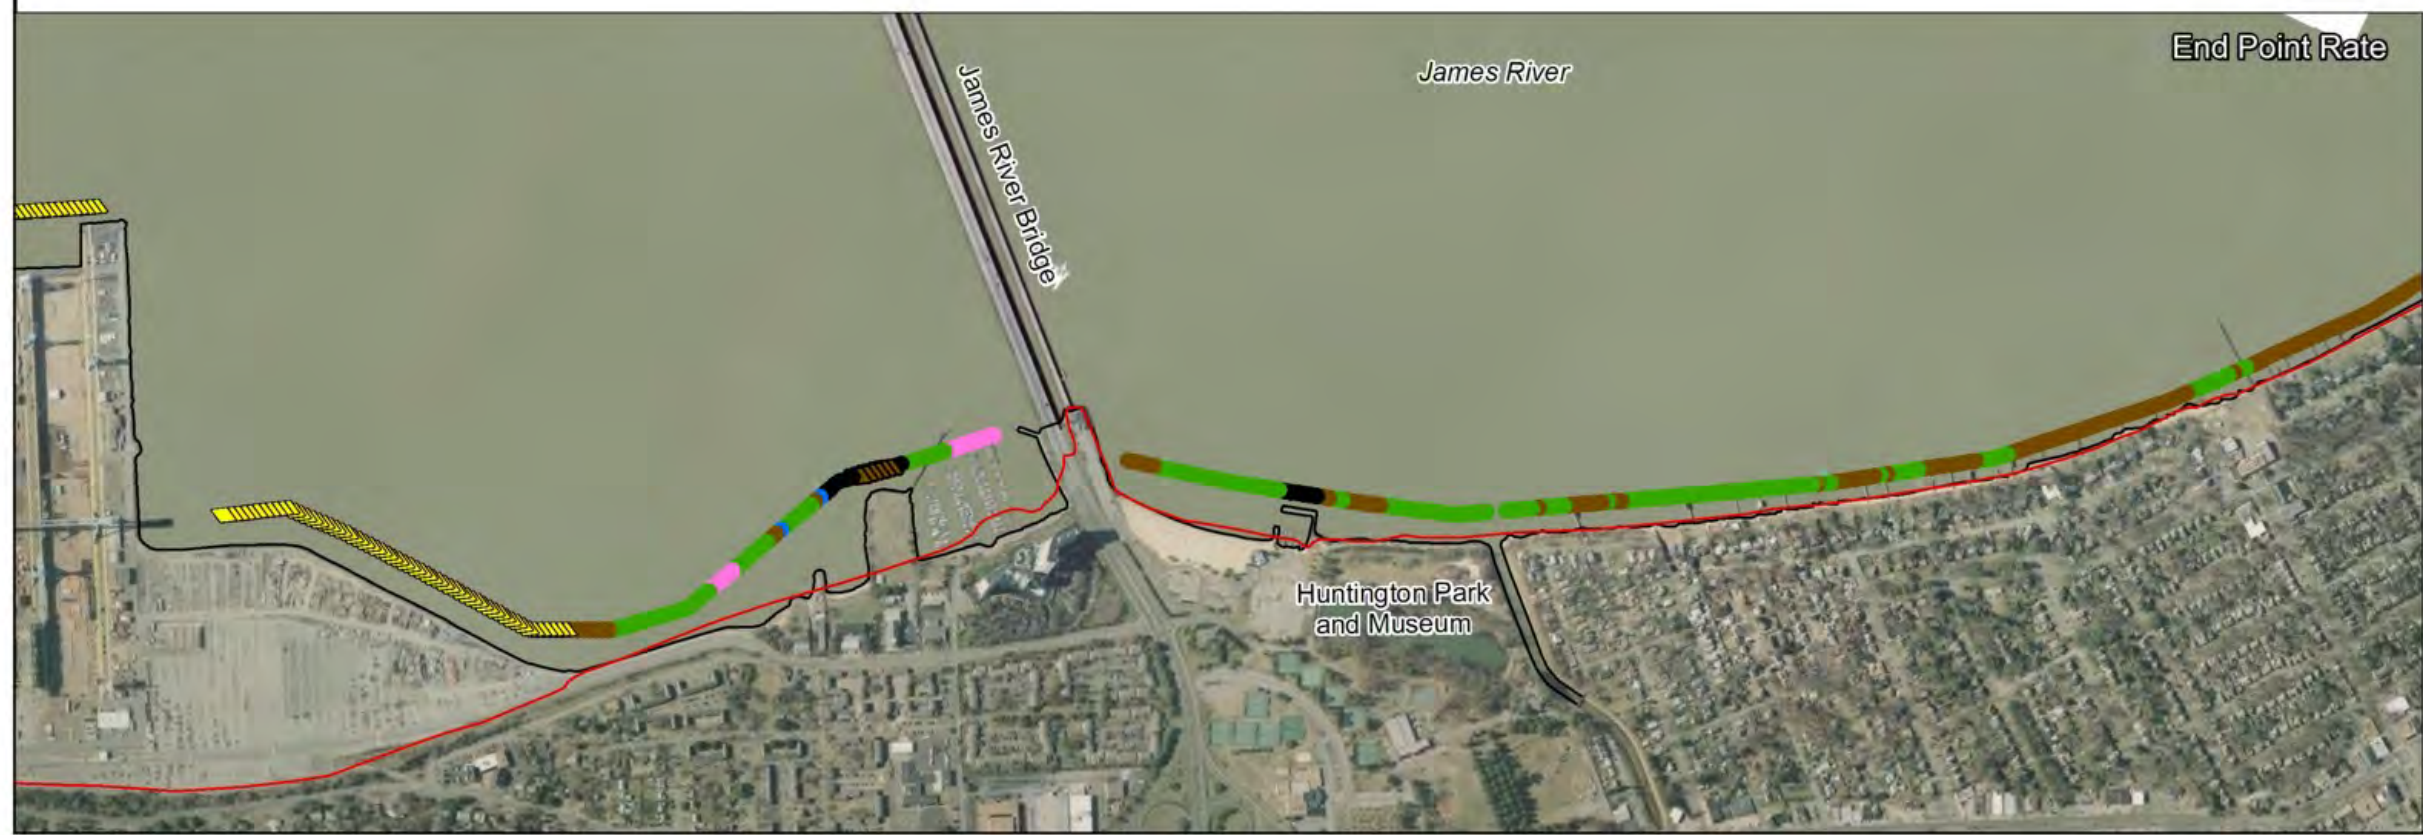 End Point Rate
James River
James River Bridge
Huntington Park
and Museum